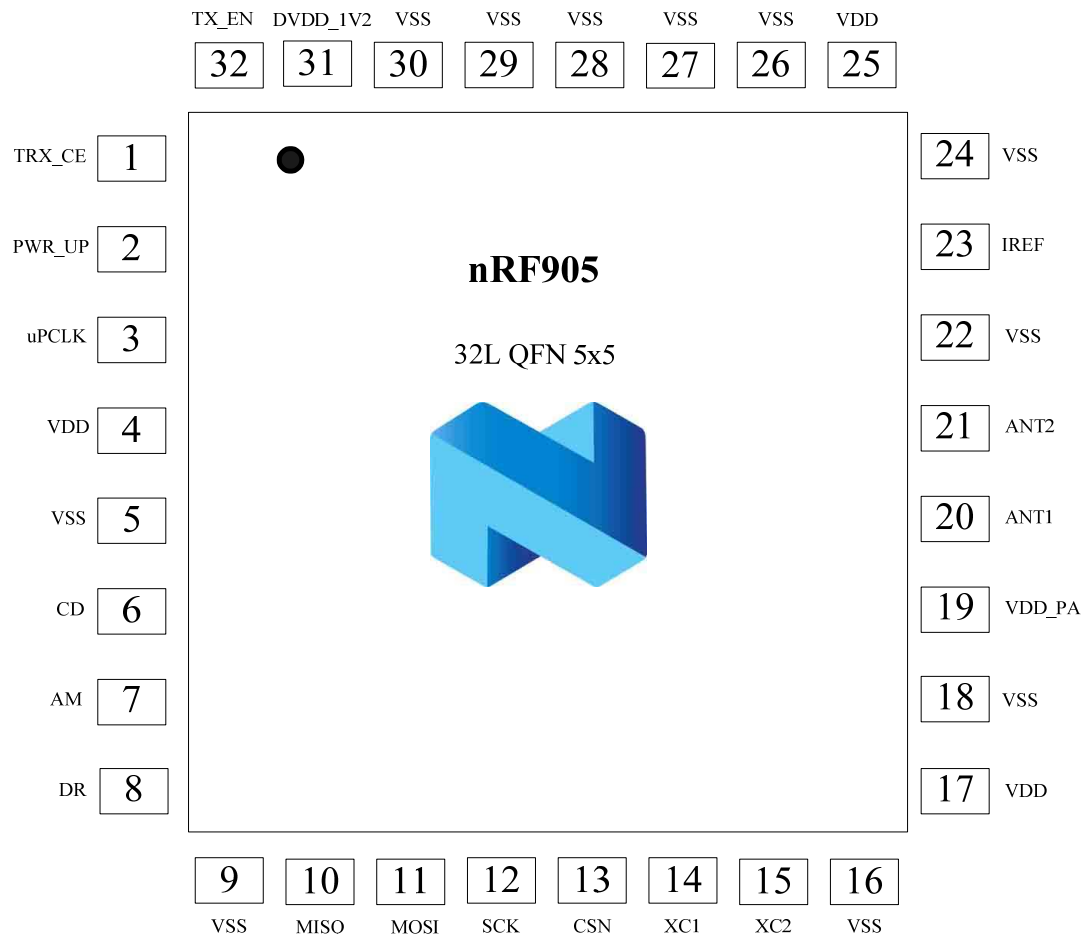 TX_EN DVDD_1V2 VSS VSS VSS VSS VSS VDD
32 31 30 29 28 27 26 25
TRX_CE 1 24 VSS
PWR_UP 2 23 IREF
nRF905
uPCLK 3 22 VSS
32L QFN 5x5
VDD 4 21 ANT2
VSS 5 20 ANT1
CD 6 19 VDD_PA
AM 7 18 VSS
DR 8 17 VDD
9 10 11 12 13 14 15 16
VSS MISO MOSI SCK CSN XC1 XC2 VSS